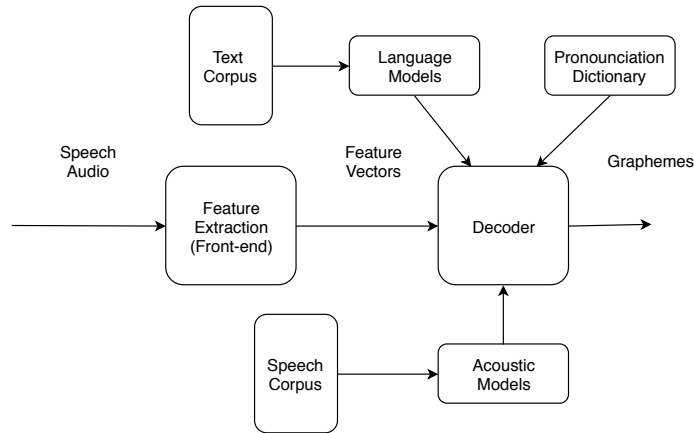 Text
Corpus
Language
Models
Pronounciation
Dictionary
Speech
Audio
Feature
Vectors
Graphemes
Feature
Extraction
(Front-end)
Decoder
Speech
Corpus
Acoustic
Models